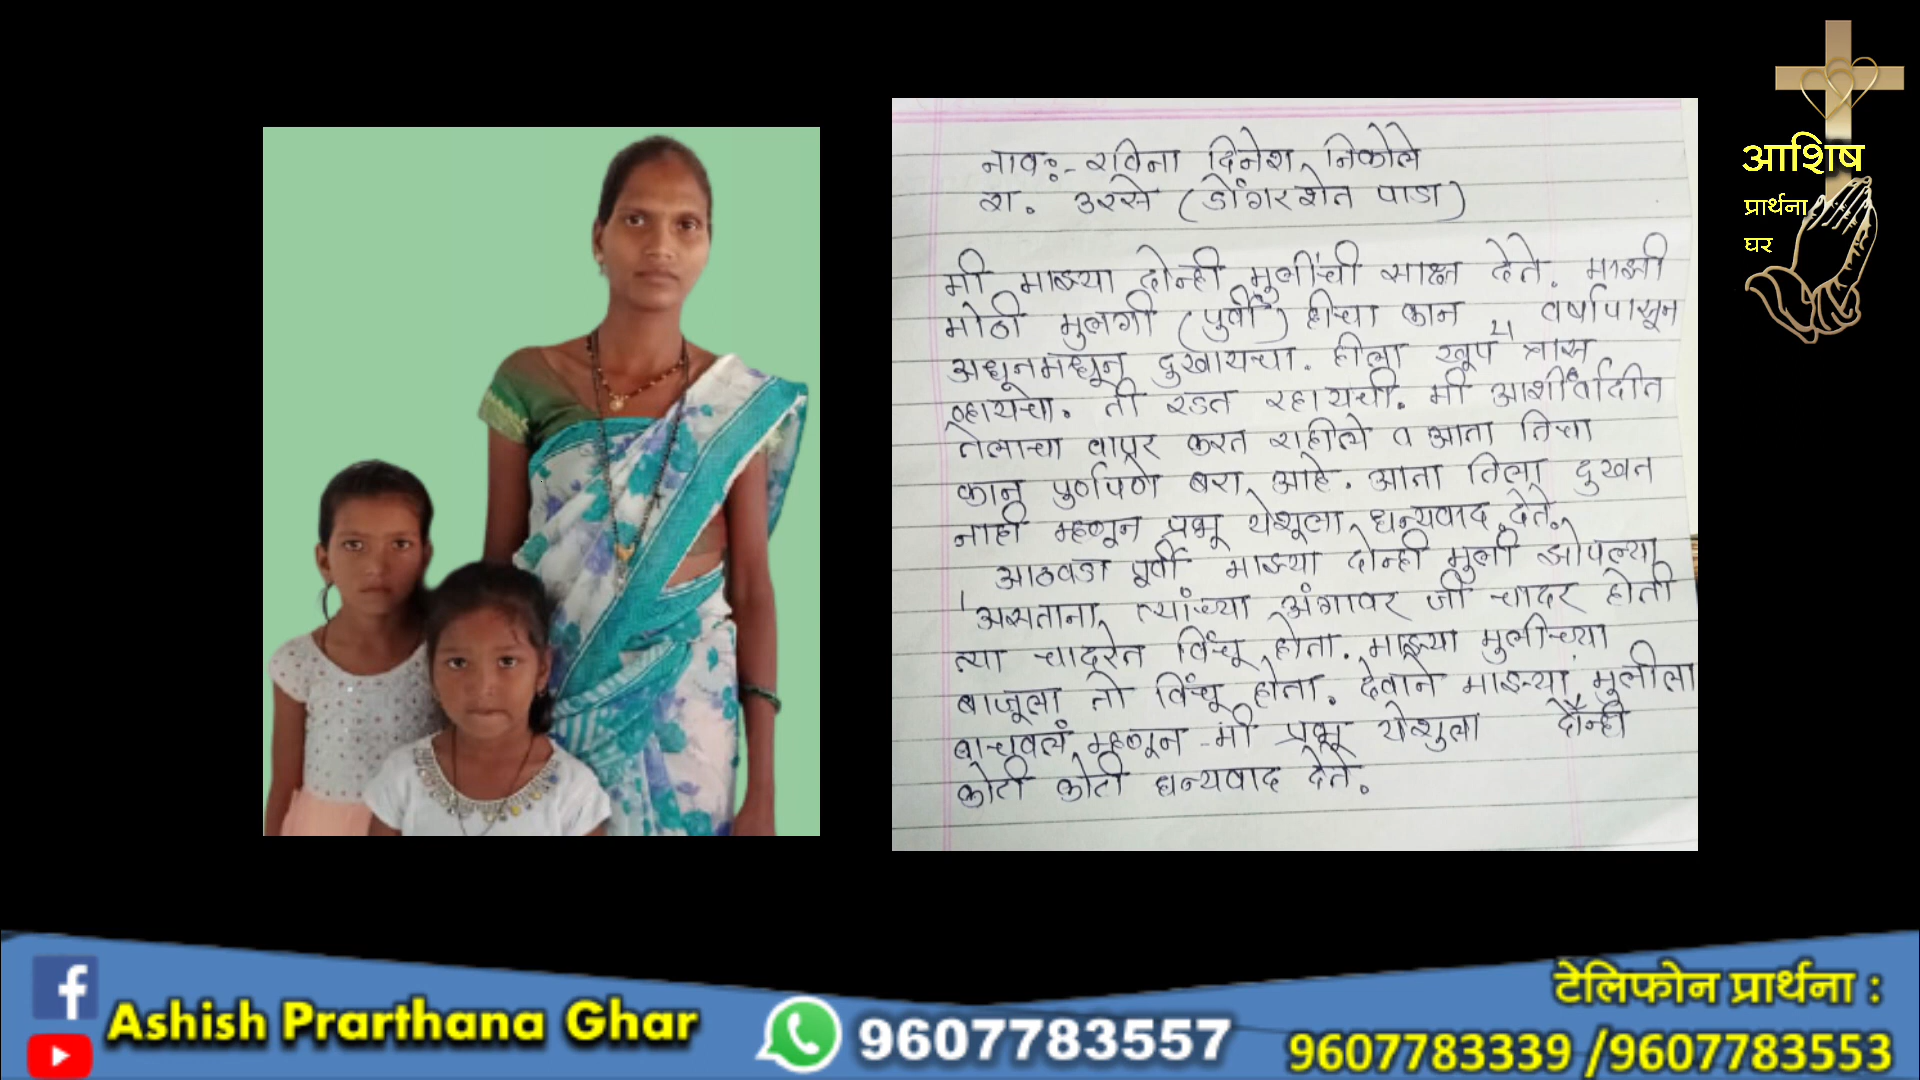 नाव:- रविना दिनेश निकोले
रा. उरसे (डोंगरशेत पाडा)
मी माझ्या दोन्ही मुलींची साक्ष देते. माझी
मोठी मुलगी (पुर्वी) हीचा कान 4 वर्षापासून
अधूनमधून दुखायचा. हीला खूप त्रास
व्हायचा. ती रडत रहायची. मी आशीर्वादीत
तेलाचा वापर करत राहीले व आता तिचा
कान पुर्णपणे बरा आहे. आता तिला दुखत
नाही म्हणून प्रभू येशूला धन्यवाद देते.
आठवडा पूर्वी माझ्या दोन्ही मुली झोपल्या
असताना त्यांच्या अंगावर जी चादर होती
त्या चादरेत विंचू होता. माझ्या मुलीच्या
बाजूला तो विंचू होता. देवाने माझ्या दोन्ही मुलीला
वाचवलं म्हणून मी प्रभू येशुला
कोटी कोटी धन्यवाद देते.
आशिष
प्रार्थना
घर
Ashish Prarthana Ghar
9607783557
टेलिफोन प्रार्थना :
9607783339 /9607783553